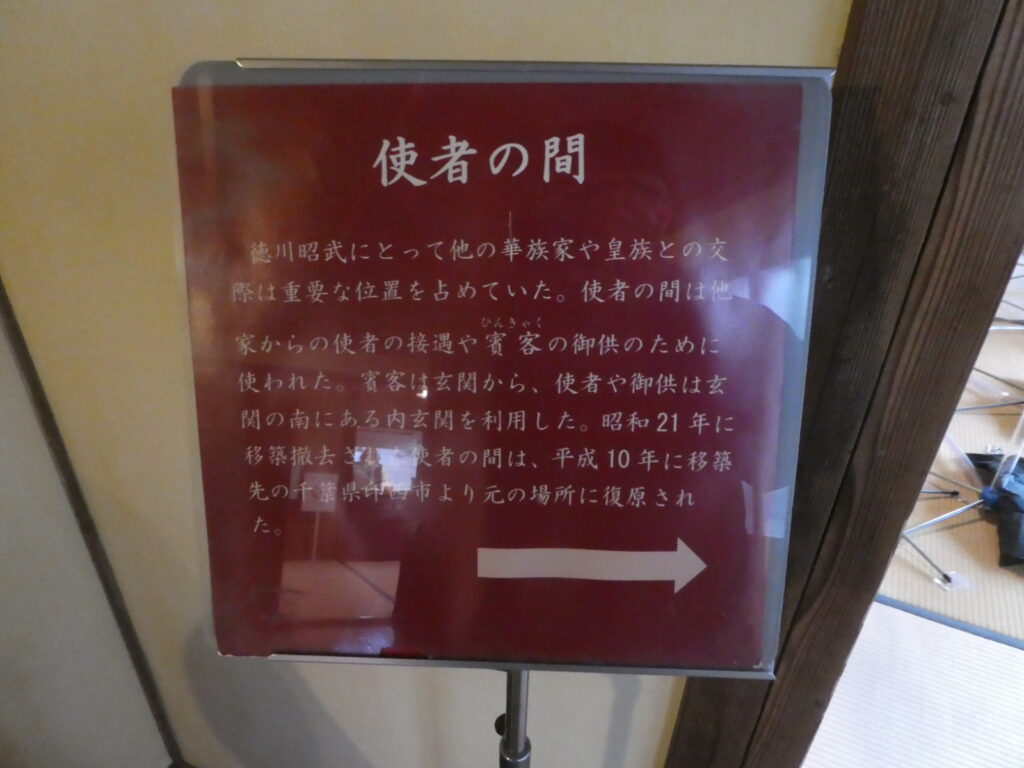 使者の間
徳川昭武にとって他の華族家や皇族との交
際は重要な位置を占めていた。使者の間は他
ひんきゃく
家からの使者の接遇や賓客の御供のために
使われた。賓客は玄関から、使者や御供は玄
関の南にある内玄関を利用した。昭和21年に
移築撤去された使者の間は、平成10年に移築
先の千葉県印西市より元の場所に復原され
た。